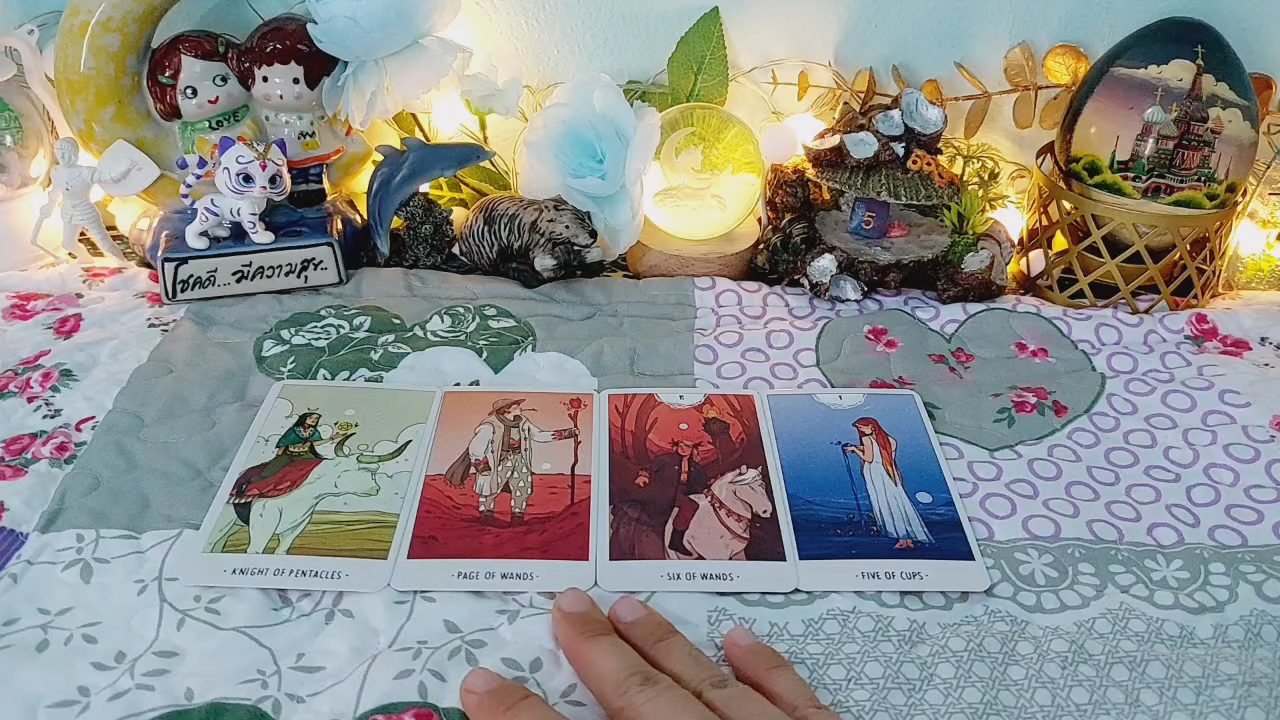 LOVE
โชคดี...มีความสุข..
5
· KNIGHT OF PENTACLES ·
· PAGE OF WANDS ·
· SIX OF WANDS ·
· FIVE OF CUPS ·